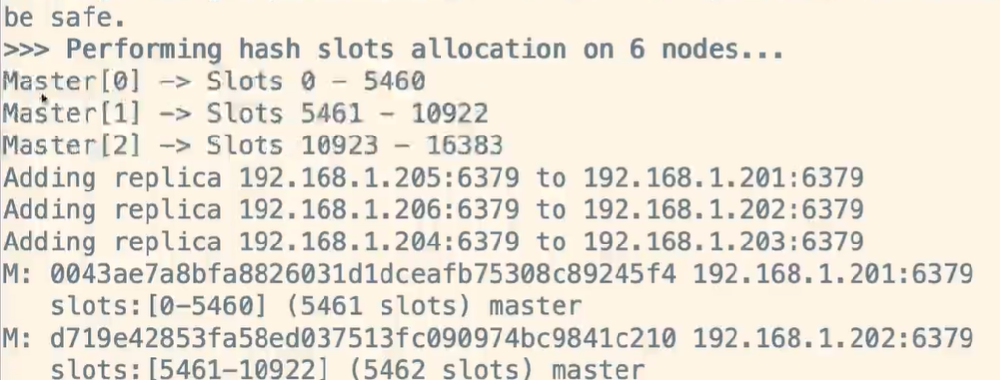 be safe.
>>> Performing hash slots allocation on 6 nodes...
Master[0] -> Slots 0 - 5460
Master[1] -> Slots 5461 - 10922
Master[2] -> Slots 10923 - 16383
Adding replica 192.168.1.205:6379 to 192.168.1.201:6379
Adding replica 192.168.1.206:6379 to 192.168.1.202:6379
Adding replica 192.168.1.204:6379 to 192.168.1.203:6379
M: 0043ae7a8bfa8826031d1dceafb75308c89245f4 192.168.1.201:6379
slots:[0-5460] (5461 slots) master
M: d719e42853fa58ed037513fc090974bc9841c210 192.168.1.202:6379
slots:[5461-10922] (5462 slots) master